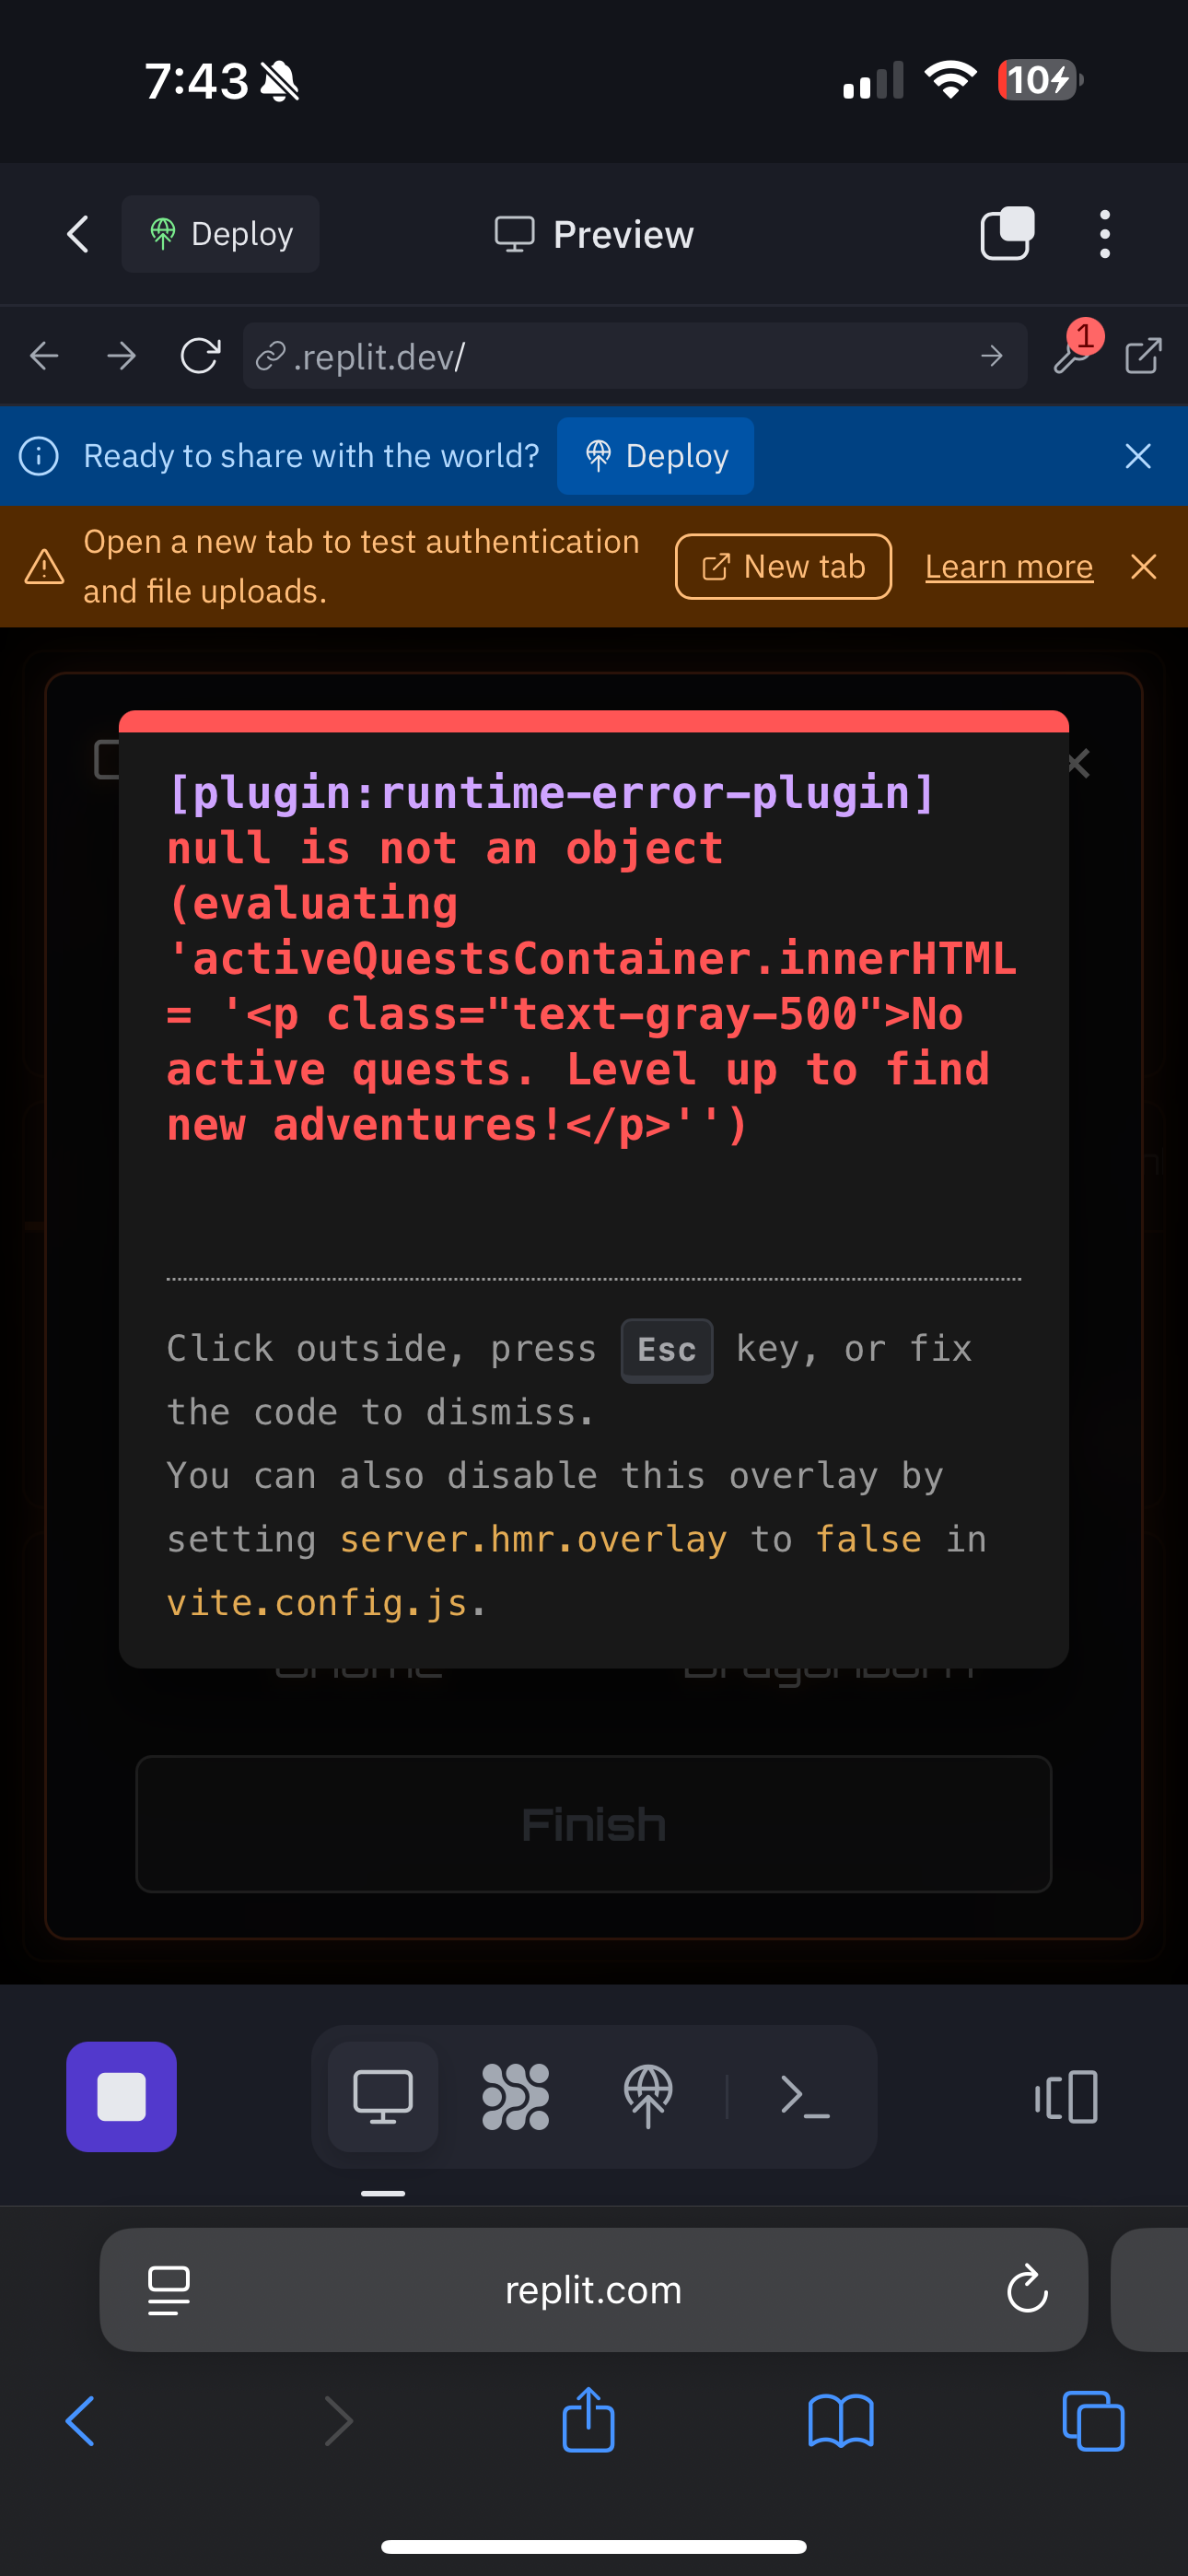 7:43
10
Deploy
Preview
.replit.dev/
1
Ready to share with the world?
Deploy
Open a new tab to test authentication
and file uploads.
New tab
Learn more
[plugin:runtime-error-plugin]
null is not an object
(evaluating
'activeQuestsContainer.innerHTML
= '<p class="text-gray-500">No
active quests. Level up to find
new adventures!</p>'')
Click outside, press Esc key, or fix
the code to dismiss.
You can also disable this overlay by
setting server.hmr.overlay to false in
vite.config.js.
Gnome
Dragonborn
Finish
replit.com